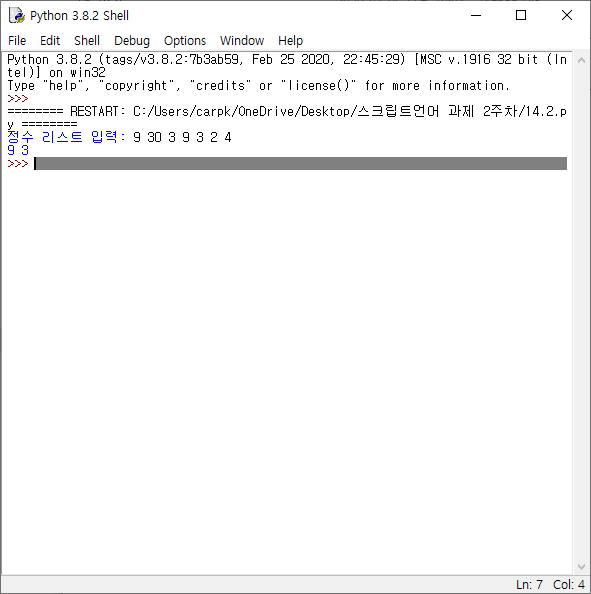 Python 3.8.2 Shell
File Edit Shell Debug Options Window Help
Python 3.8.2 (tags/v3.8.2:7b3ab59, Feb 25 2020, 22:45:29) [MSC v.1916 32 bit (In
tel)] on win32
Type "help", "copyright", "credits" or "license()" for more information.
>>>
======== RESTART: C:/Users/carpk/OneDrive/Desktop/스크립트언어 과제 2주차/14.2.p
y ========
정수 리스트 입력: 9 30 3 9 3 2 4
9 3
>>>
Ln: 7 Col: 4